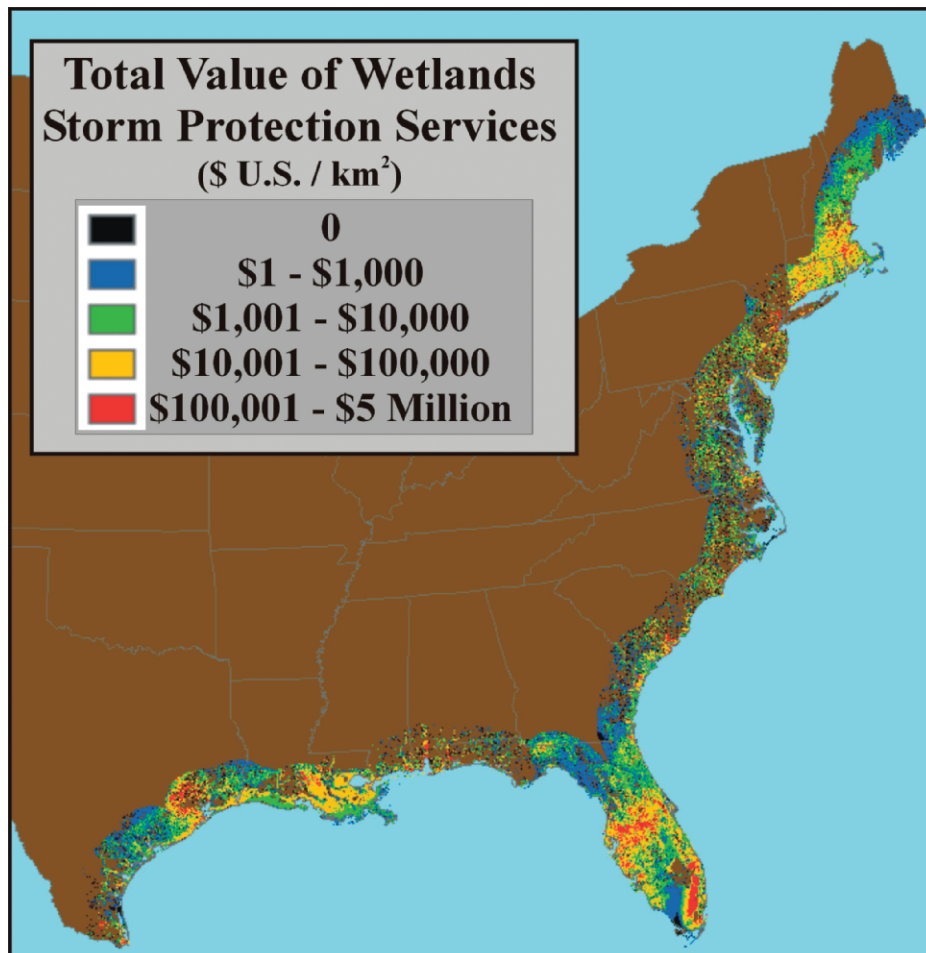 Total Value of Wetlands
Storm Protection Services
($ U.S. / km²)
0
$1 - $1,000
$1,001 - $10,000
$10,001 - $100,000
$100,001 - $5 Million